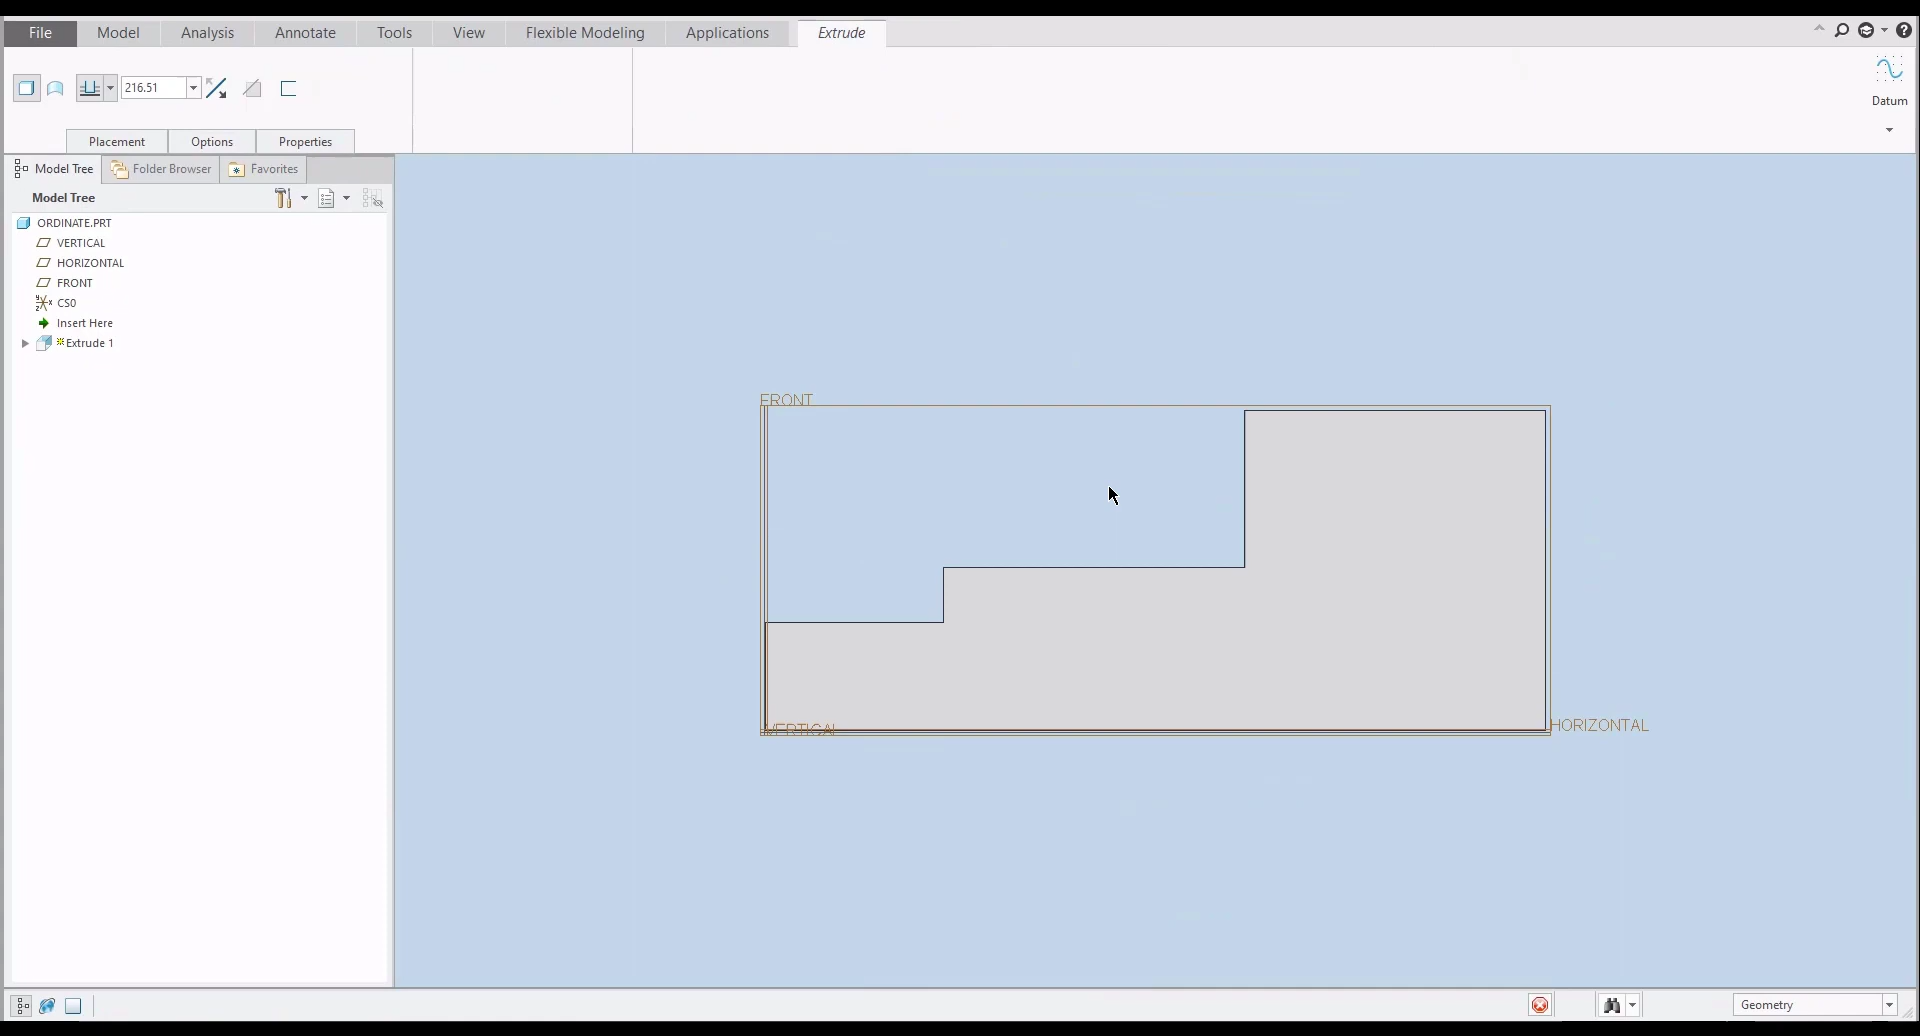 File Model Analysis Annotate Tools View Flexible Modeling Applications Extrude
216.51
Datum
Placement Options Properties
Model Tree Folder Browser Favorites
Model Tree
ORDINATE.PRT
VERTICAL
HORIZONTAL
FRONT
CS0
Insert Here
Extrude 1
FRONT
VERTICAL
HORIZONTAL
Geometry